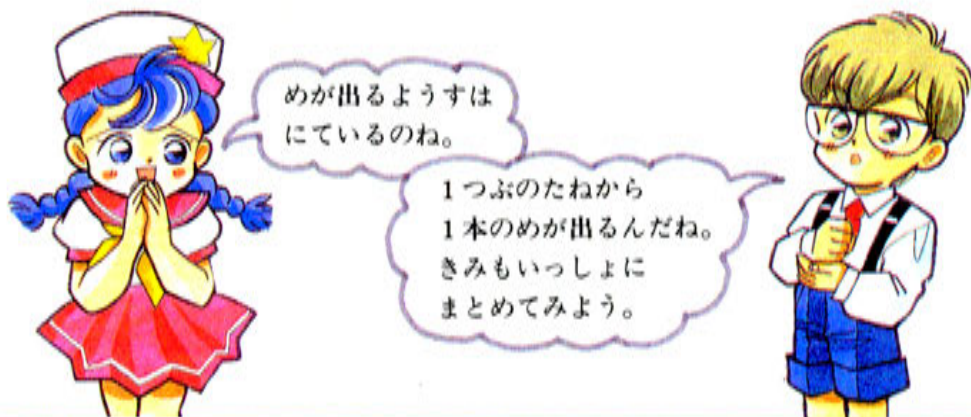 めが出るようすは
にているのね。
1つぶのたねから
1本のめが出るんだね。
きみもいっしょに
まとめてみよう。